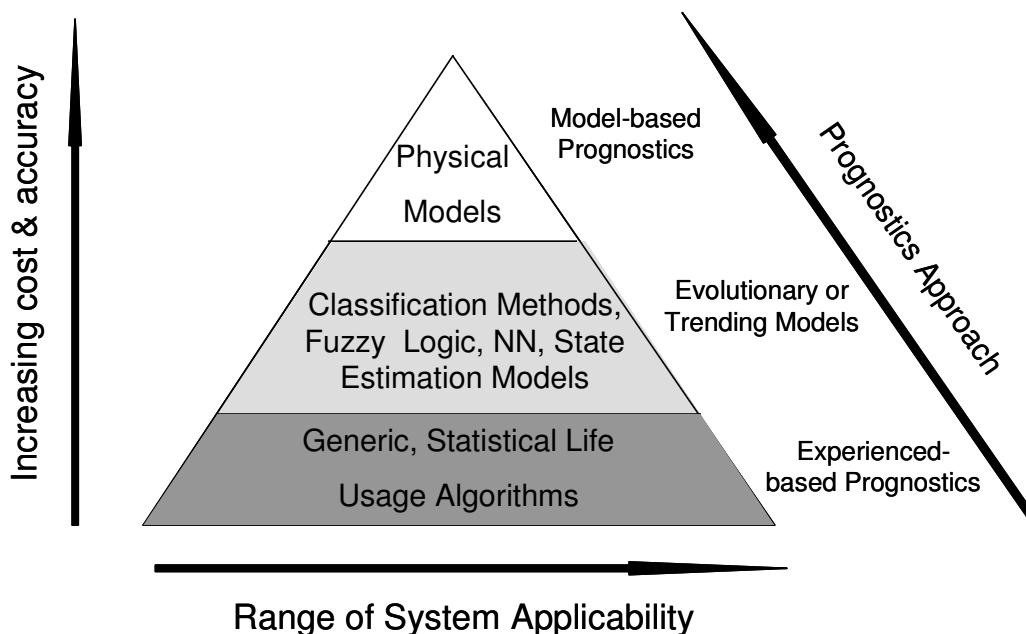 Increasing cost & accuracy
Physical
Models
Model-based
Prognostics
Classification Methods,
Fuzzy Logic, NN, State
Estimation Models
Evolutionary or
Trending Models
Generic, Statistical Life
Usage Algorithms
Experienced-
based Prognostics
Prognostics Approach
Range of System Applicability